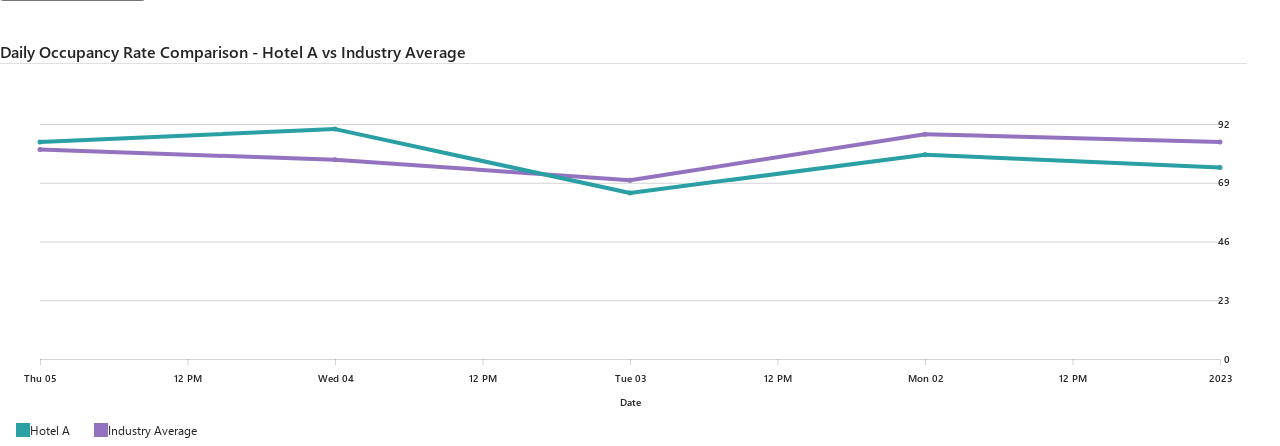 Daily Occupancy Rate Comparison - Hotel A vs Industry Average
92
69
46
23
0
Thu 05 12 PM Wed 04 12 PM Tue 03 12 PM Mon 02 12 PM 2023
Date
Hotel A Industry Average